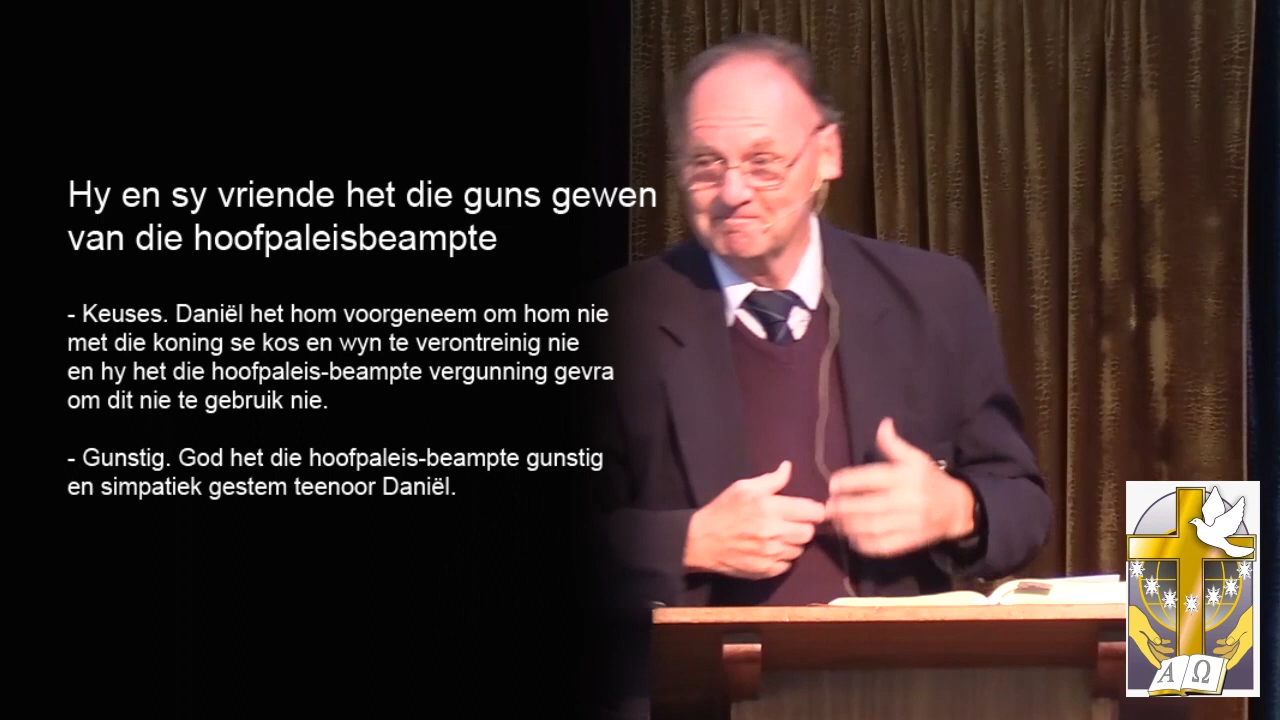 Hy en sy vriende het die guns gewen
van die hoofpaleisbeampte
- Keuses. Daniël het hom voorgeneem om hom nie
met die koning se kos en wyn te verontreinig nie
en hy het die hoofpaleis-beampte vergunning gevra
om dit nie te gebruik nie.
- Gunstig. God het die hoofpaleis-beampte gunstig
en simpatiek gestem teenoor Daniël.
A Ω